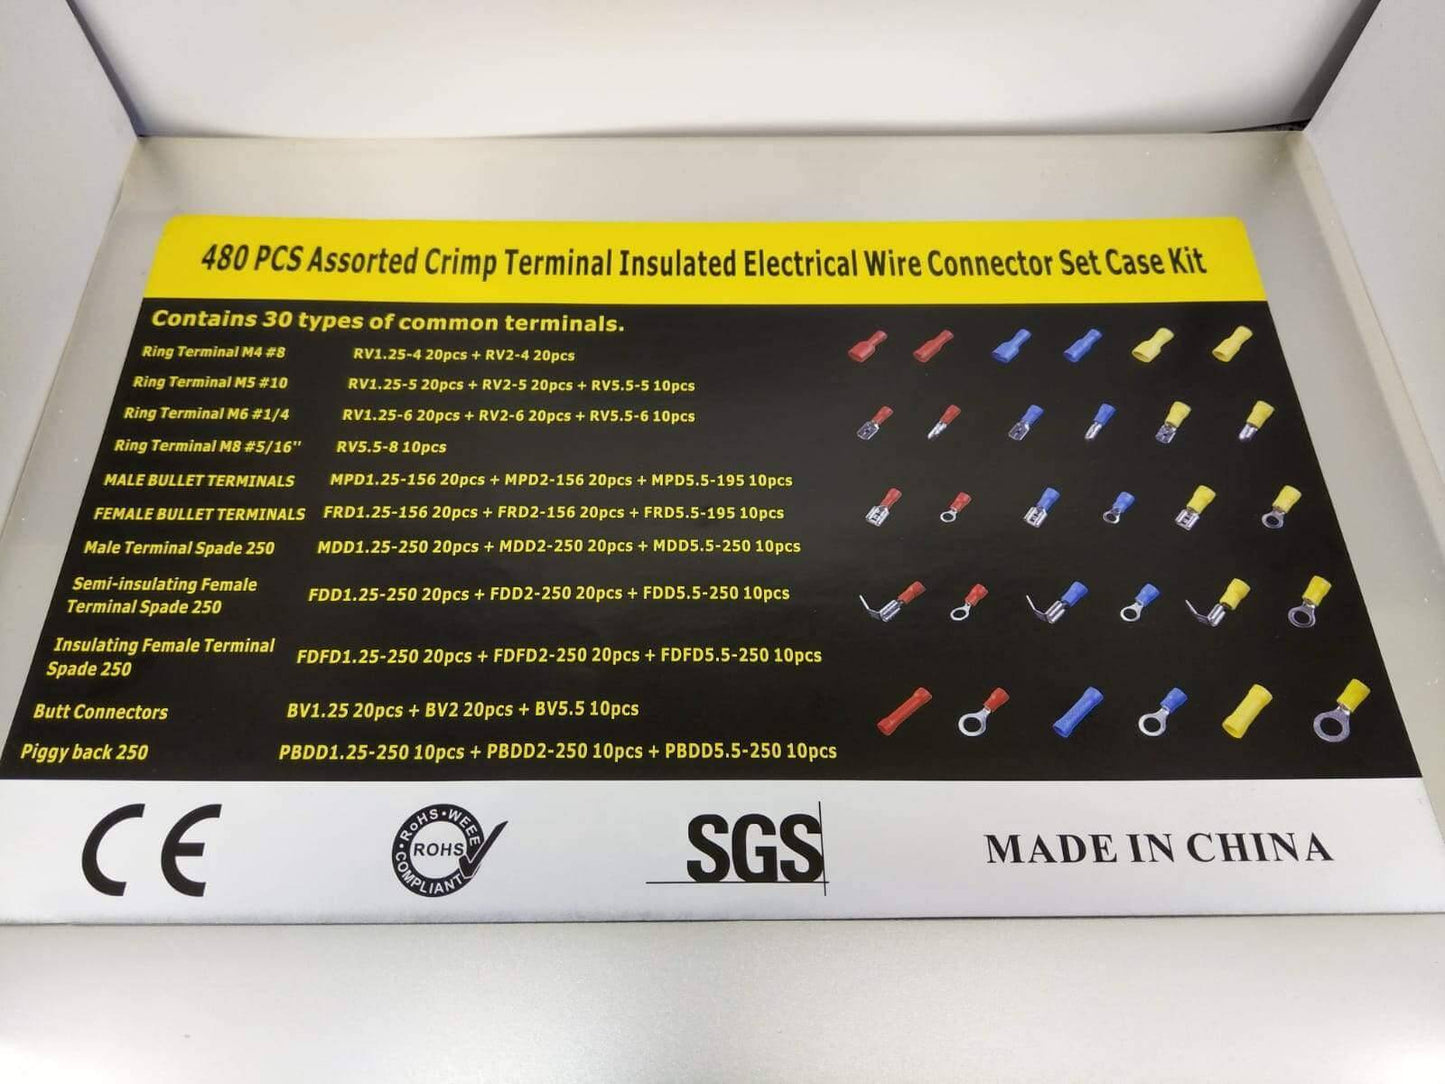 480 PCS Assorted Crimp Terminal Insulated Electrical Wire Connector Set Case Kit
Contains 30 types of common terminals.
Ring Terminal M4 #8 RV1.25-4 20pcs + RV2-4 20pcs
Ring Terminal M5 #10 RV1.25-5 20pcs + RV2-5 20pcs + RV5.5-5 10pcs
Ring Terminal M6 #1/4 RV1.25-6 20pcs + RV2-6 20pcs + RV5.5-6 10pcs
Ring Terminal M8 #5/16" RV5.5-8 10pcs
MALE BULLET TERMINALS MPD1.25-156 20pcs + MPD2-156 20pcs + MPD5.5-195 10pcs
FEMALE BULLET TERMINALS FRD1.25-156 20pcs + FRD2-156 20pcs + FRD5.5-195 10pcs
Male Terminal Spade 250 MDD1.25-250 20pcs + MDD2-250 20pcs + MDD5.5-250 10pcs
Semi-insulating Female
Terminal Spade 250
FDD1.25-250 20pcs + FDD2-250 20pcs + FDD5.5-250 10pcs
Insulating Female Terminal
Spade 250
FDFD1.25-250 20pcs + FDFD2-250 20pcs + FDFD5.5-250 10pcs
Butt Connectors BV1.25 20pcs + BV2 20pcs + BV5.5 10pcs
Piggy back 250 PBDD1.25-250 10pcs + PBDD2-250 10pcs + PBDD5.5-250 10pcs
CE
RoHS·WEEE
ROHS
COMPLIANT
SGS
MADE IN CHINA